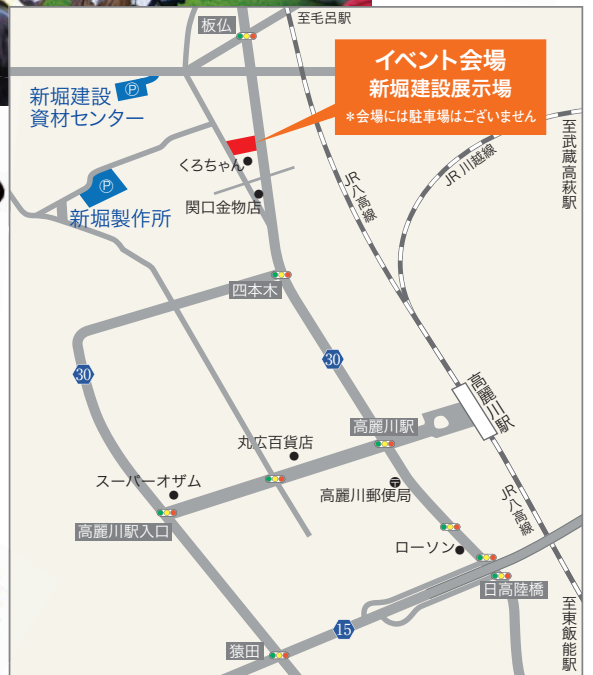 板仏
至毛呂駅
イベント会場
新堀建設展示場
＊会場には駐車場はございません
新堀建設
資材センター
P
くろちゃん
JR八高線
JR川越線
至武蔵高萩駅
P
新堀製作所
関口金物店
四本木
30
30
高麗川駅
高麗川駅
丸広百貨店
スーパーオザム
高麗川郵便局
〒
JR八高線
高麗川駅入口
ローソン
日高陸橋
15
猿田
至東飯能駅